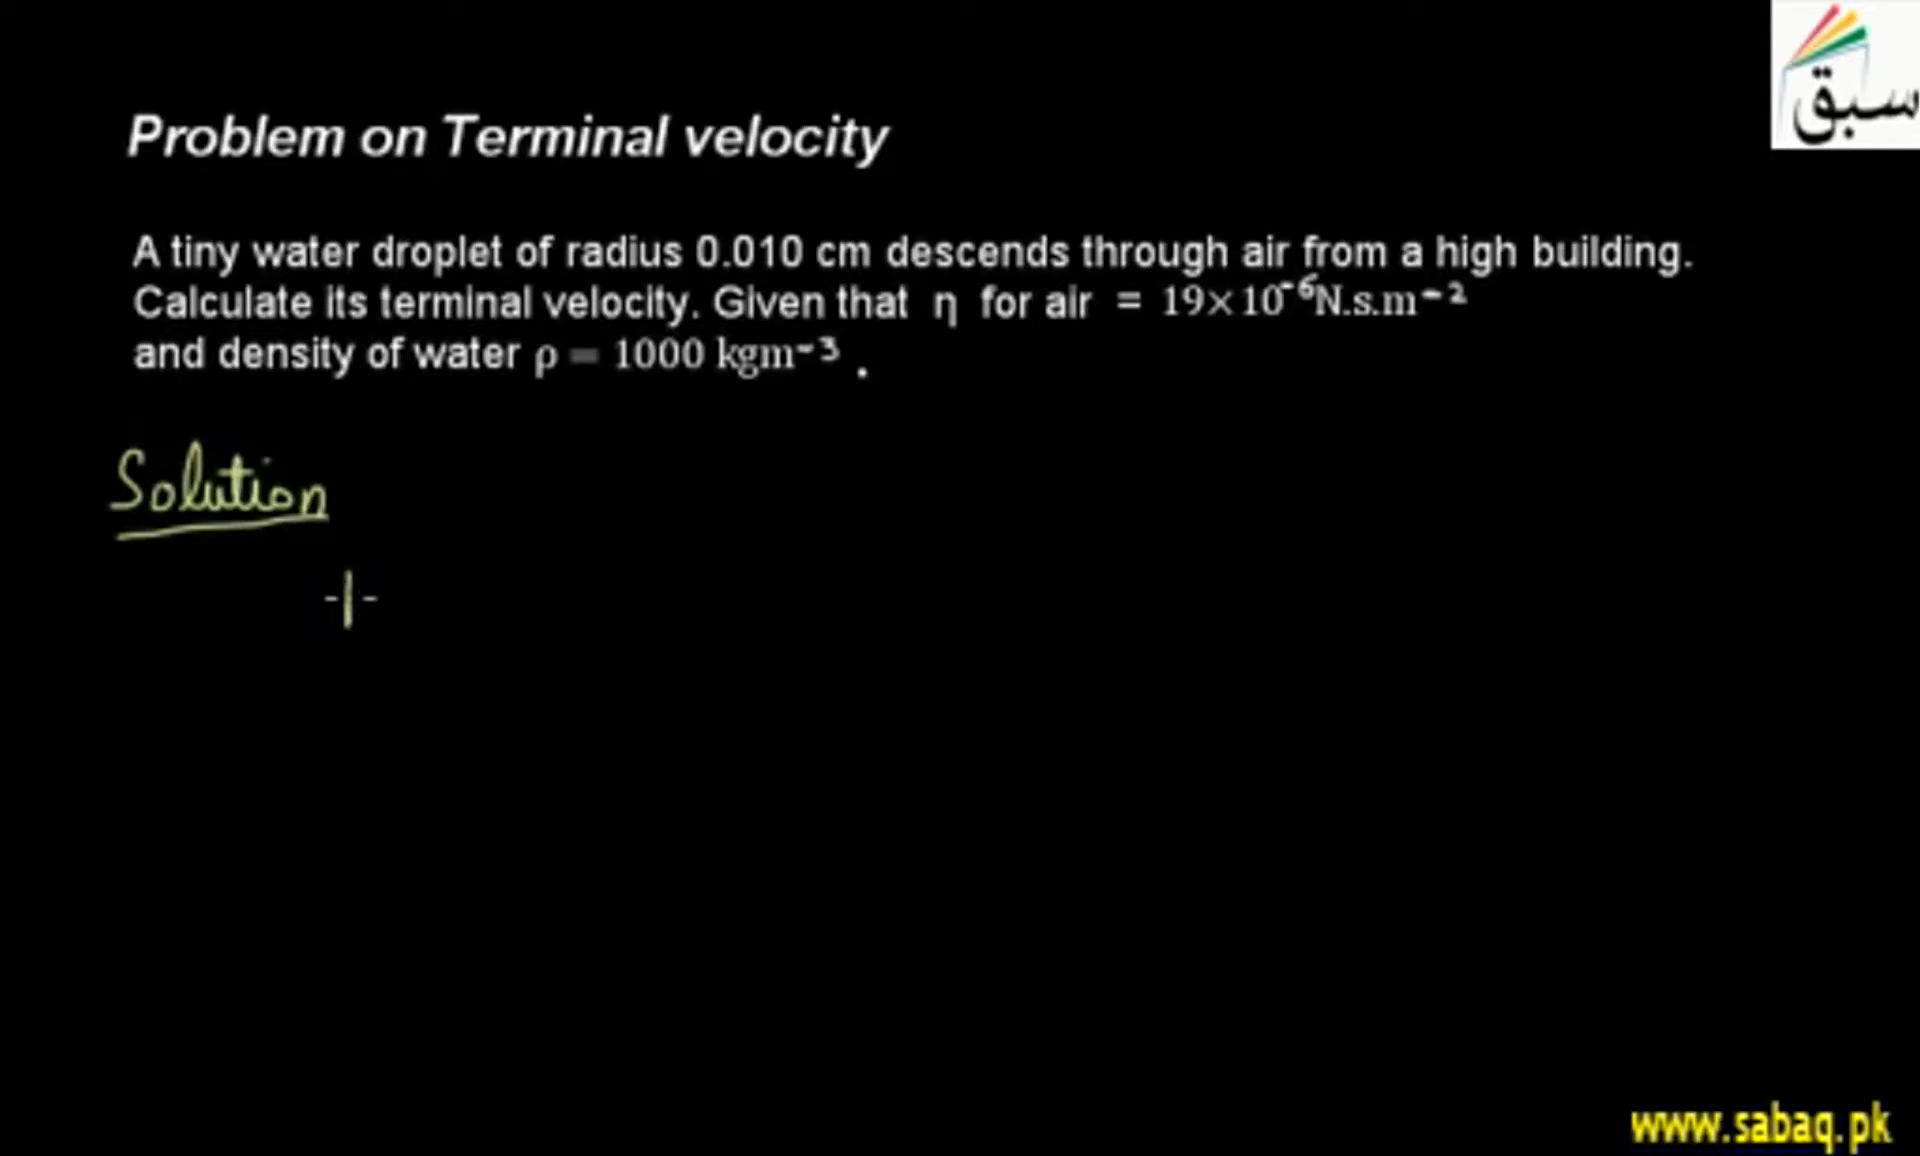 سبق
Problem on Terminal velocity
A tiny water droplet of radius 0.010 cm descends through air from a high building.
Calculate its terminal velocity. Given that η for air = 19×10⁻⁶N.s.m⁻²
and density of water ρ = 1000 kgm⁻³ .
Solution
www.sabaq.pk